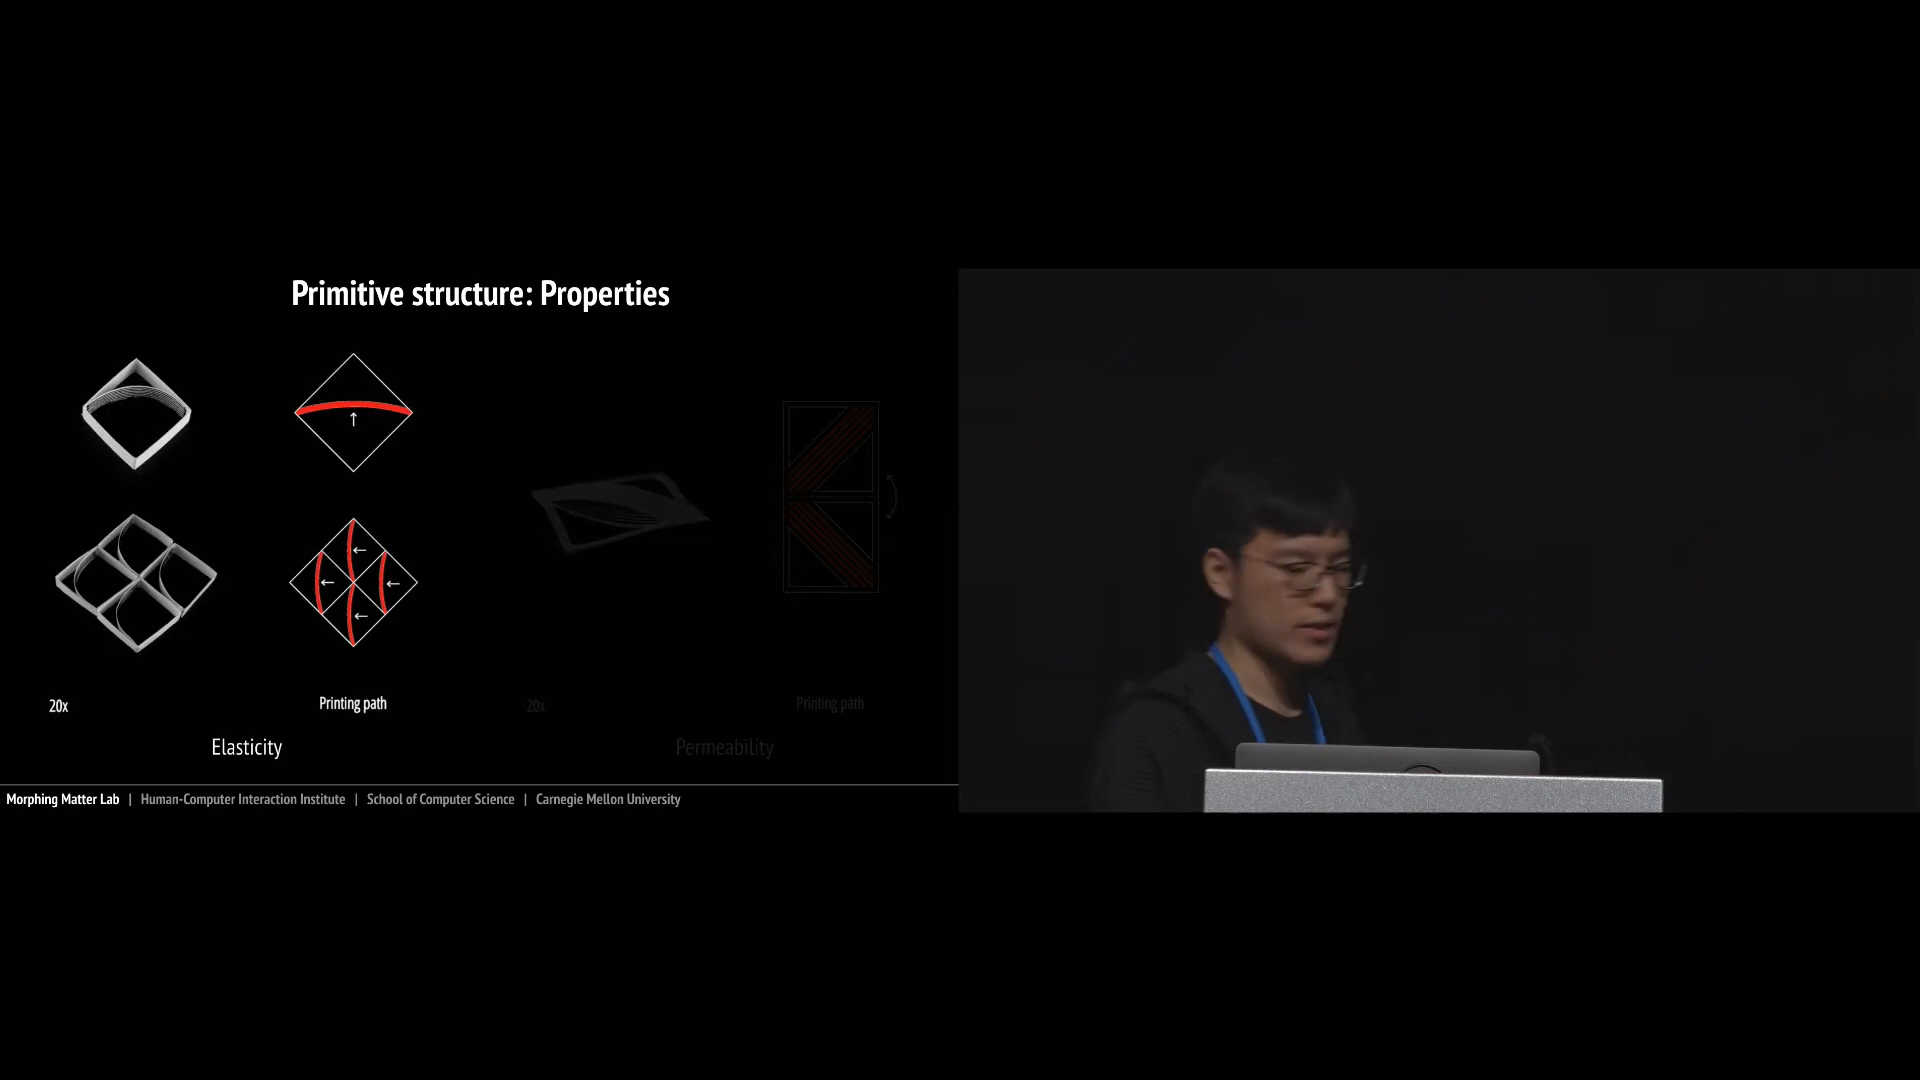 Primitive structure: Properties
20x
Printing path
20x
Printing path
Elasticity
Permeability
Morphing Matter Lab | Human-Computer Interaction Institute | School of Computer Science | Carnegie Mellon University